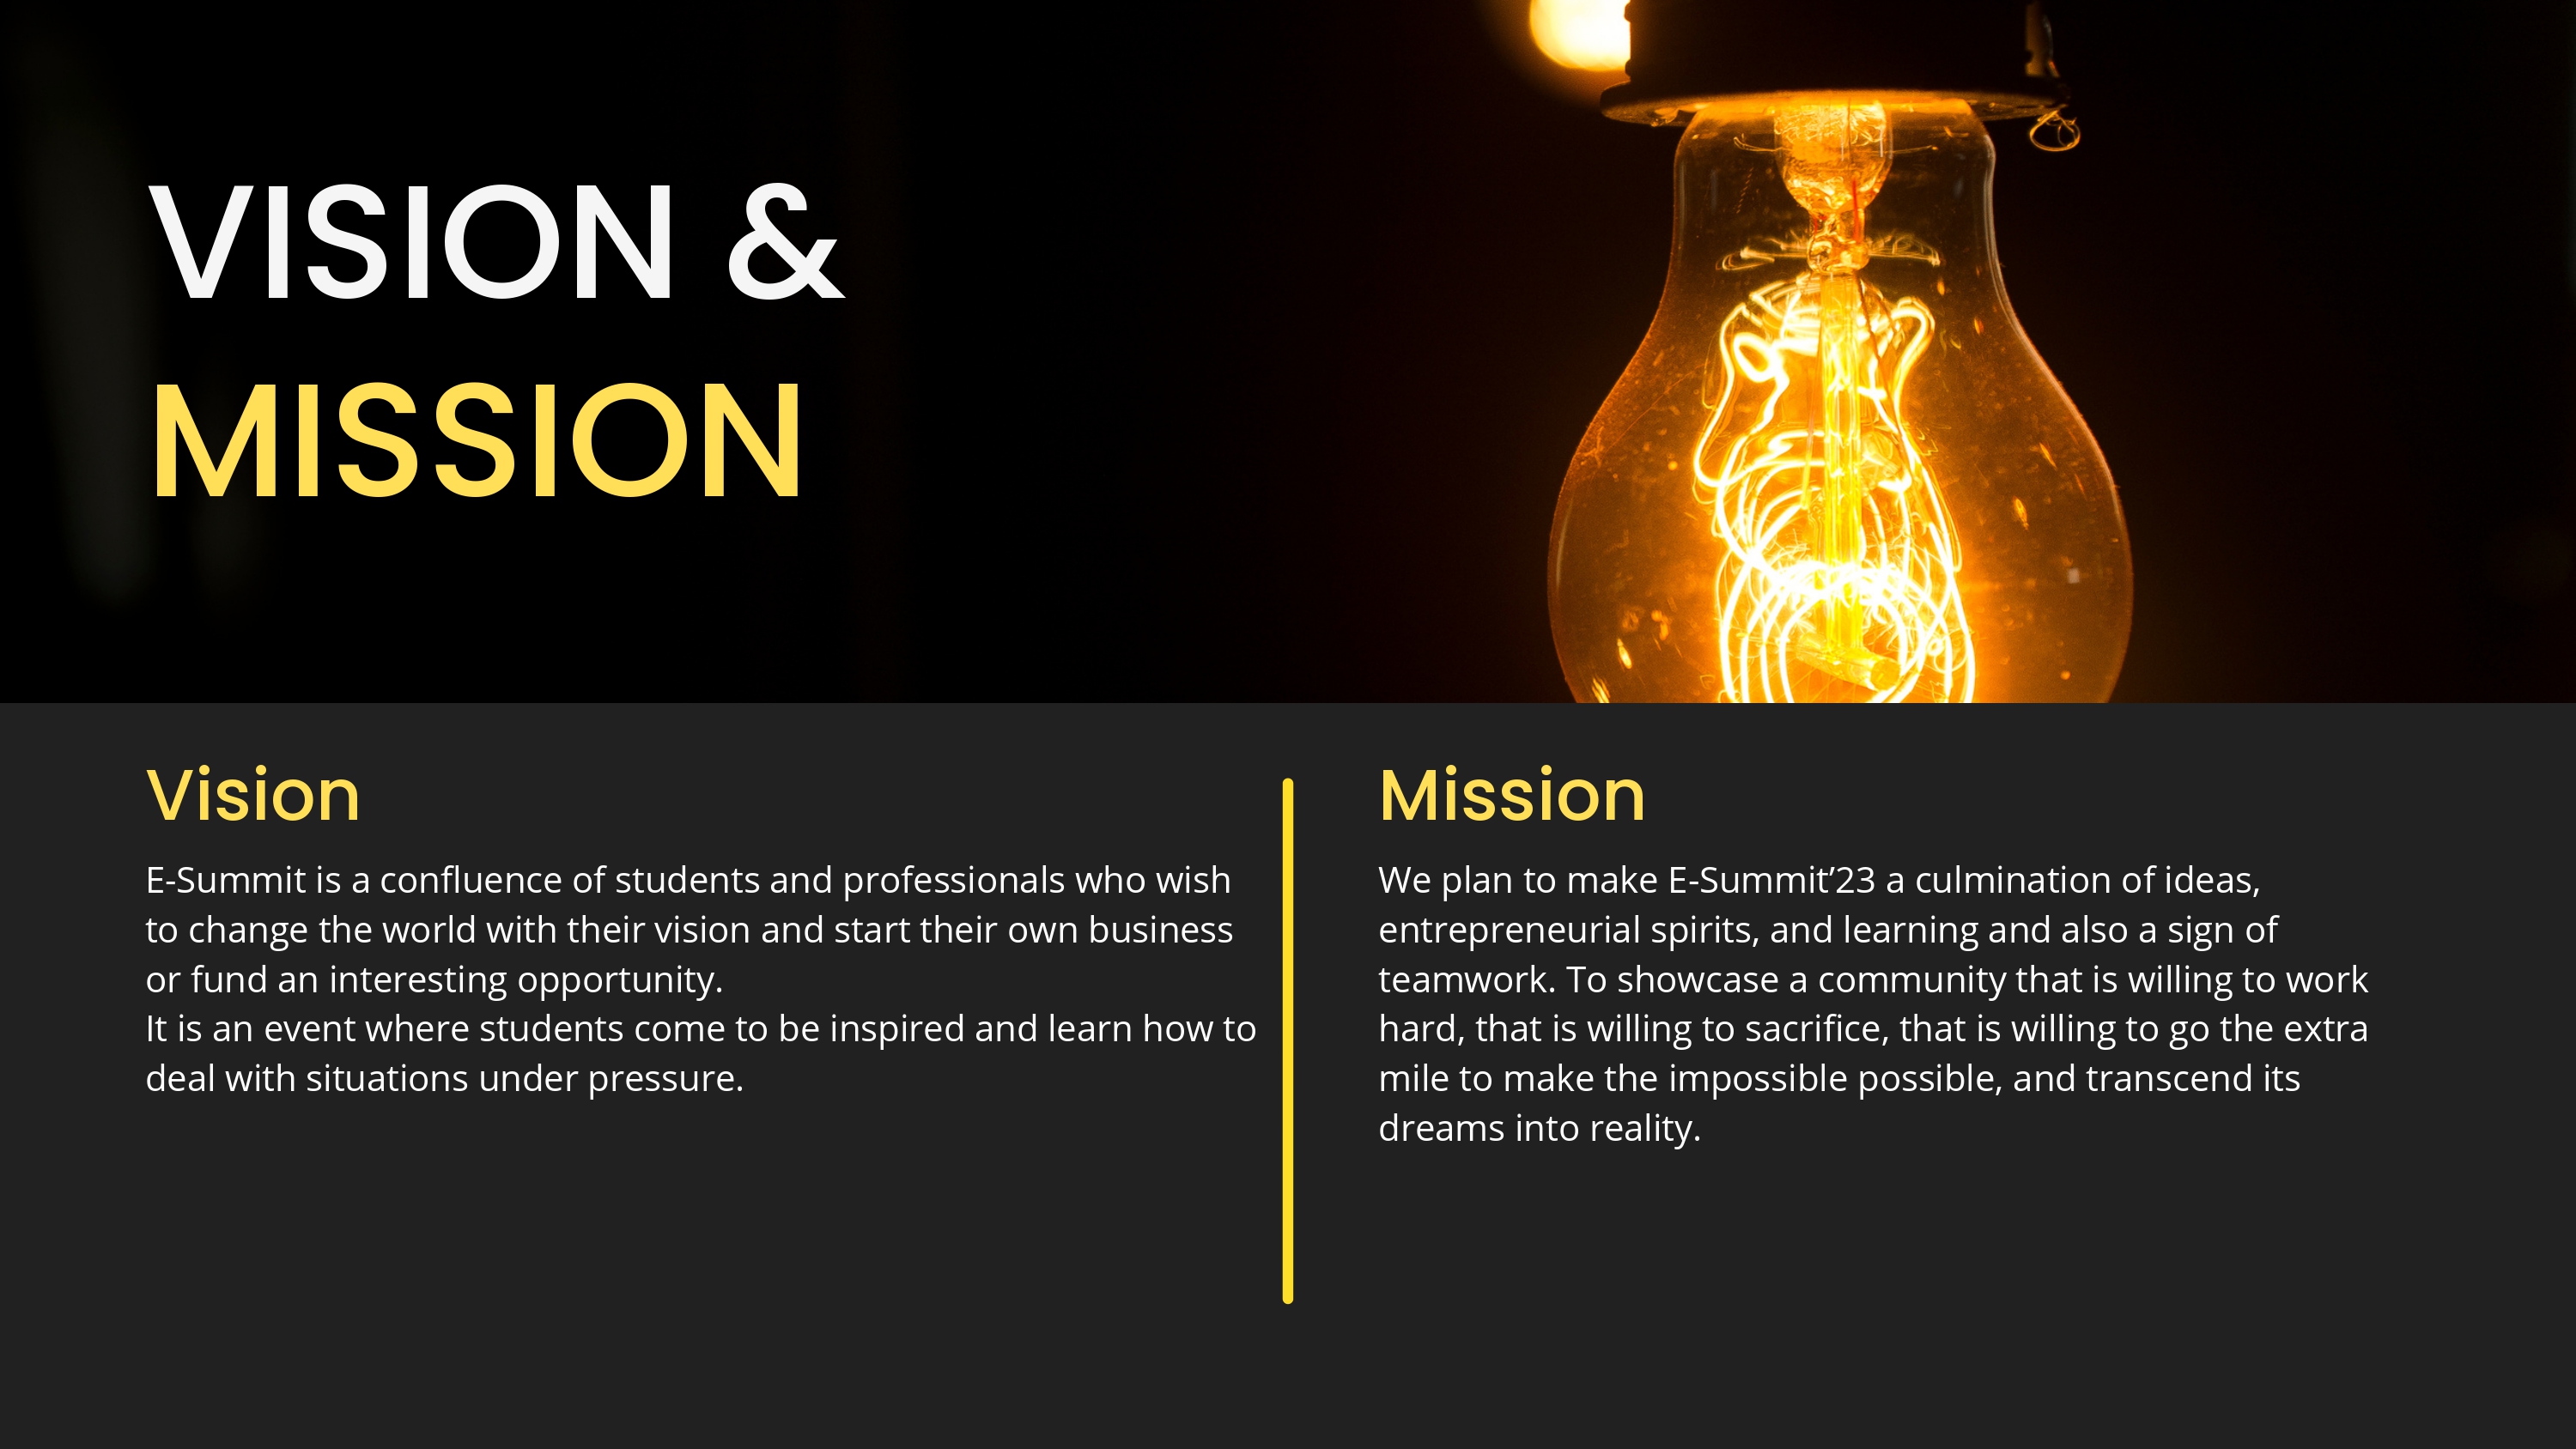 VISION &
MISSION
Vision
E-Summit is a confluence of students and professionals who wish
to change the world with their vision and start their own business
or fund an interesting opportunity.
It is an event where students come to be inspired and learn how to
deal with situations under pressure.
Mission
We plan to make E-Summit’23 a culmination of ideas,
entrepreneurial spirits, and learning and also a sign of
teamwork. To showcase a community that is willing to work
hard, that is willing to sacrifice, that is willing to go the extra
mile to make the impossible possible, and transcend its
dreams into reality.